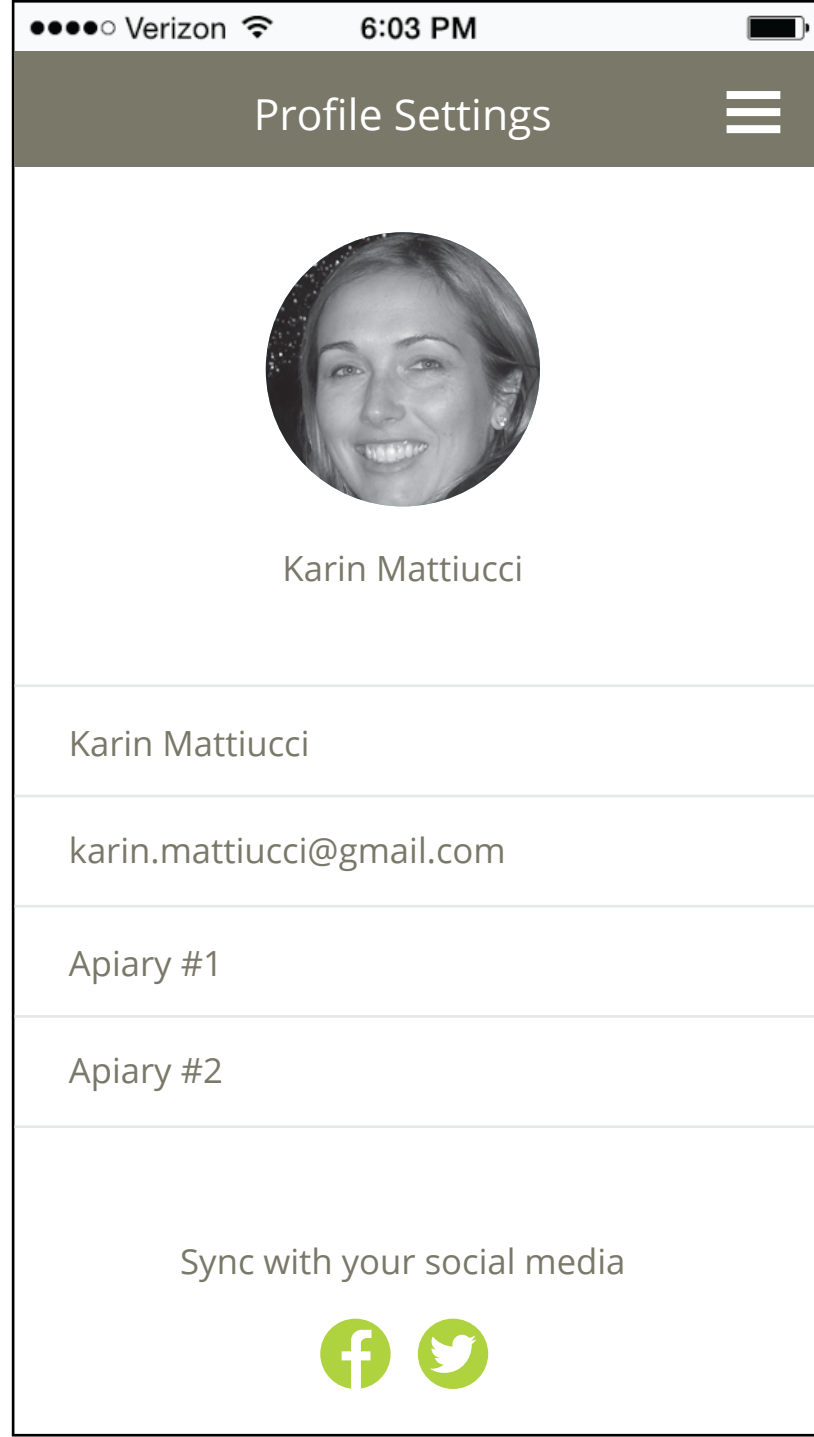 Verizon 6:03 PM
Profile Settings
Karin Mattiucci
Karin Mattiucci
karin.mattiucci@gmail.com
Apiary #1
Apiary #2
Sync with your social media